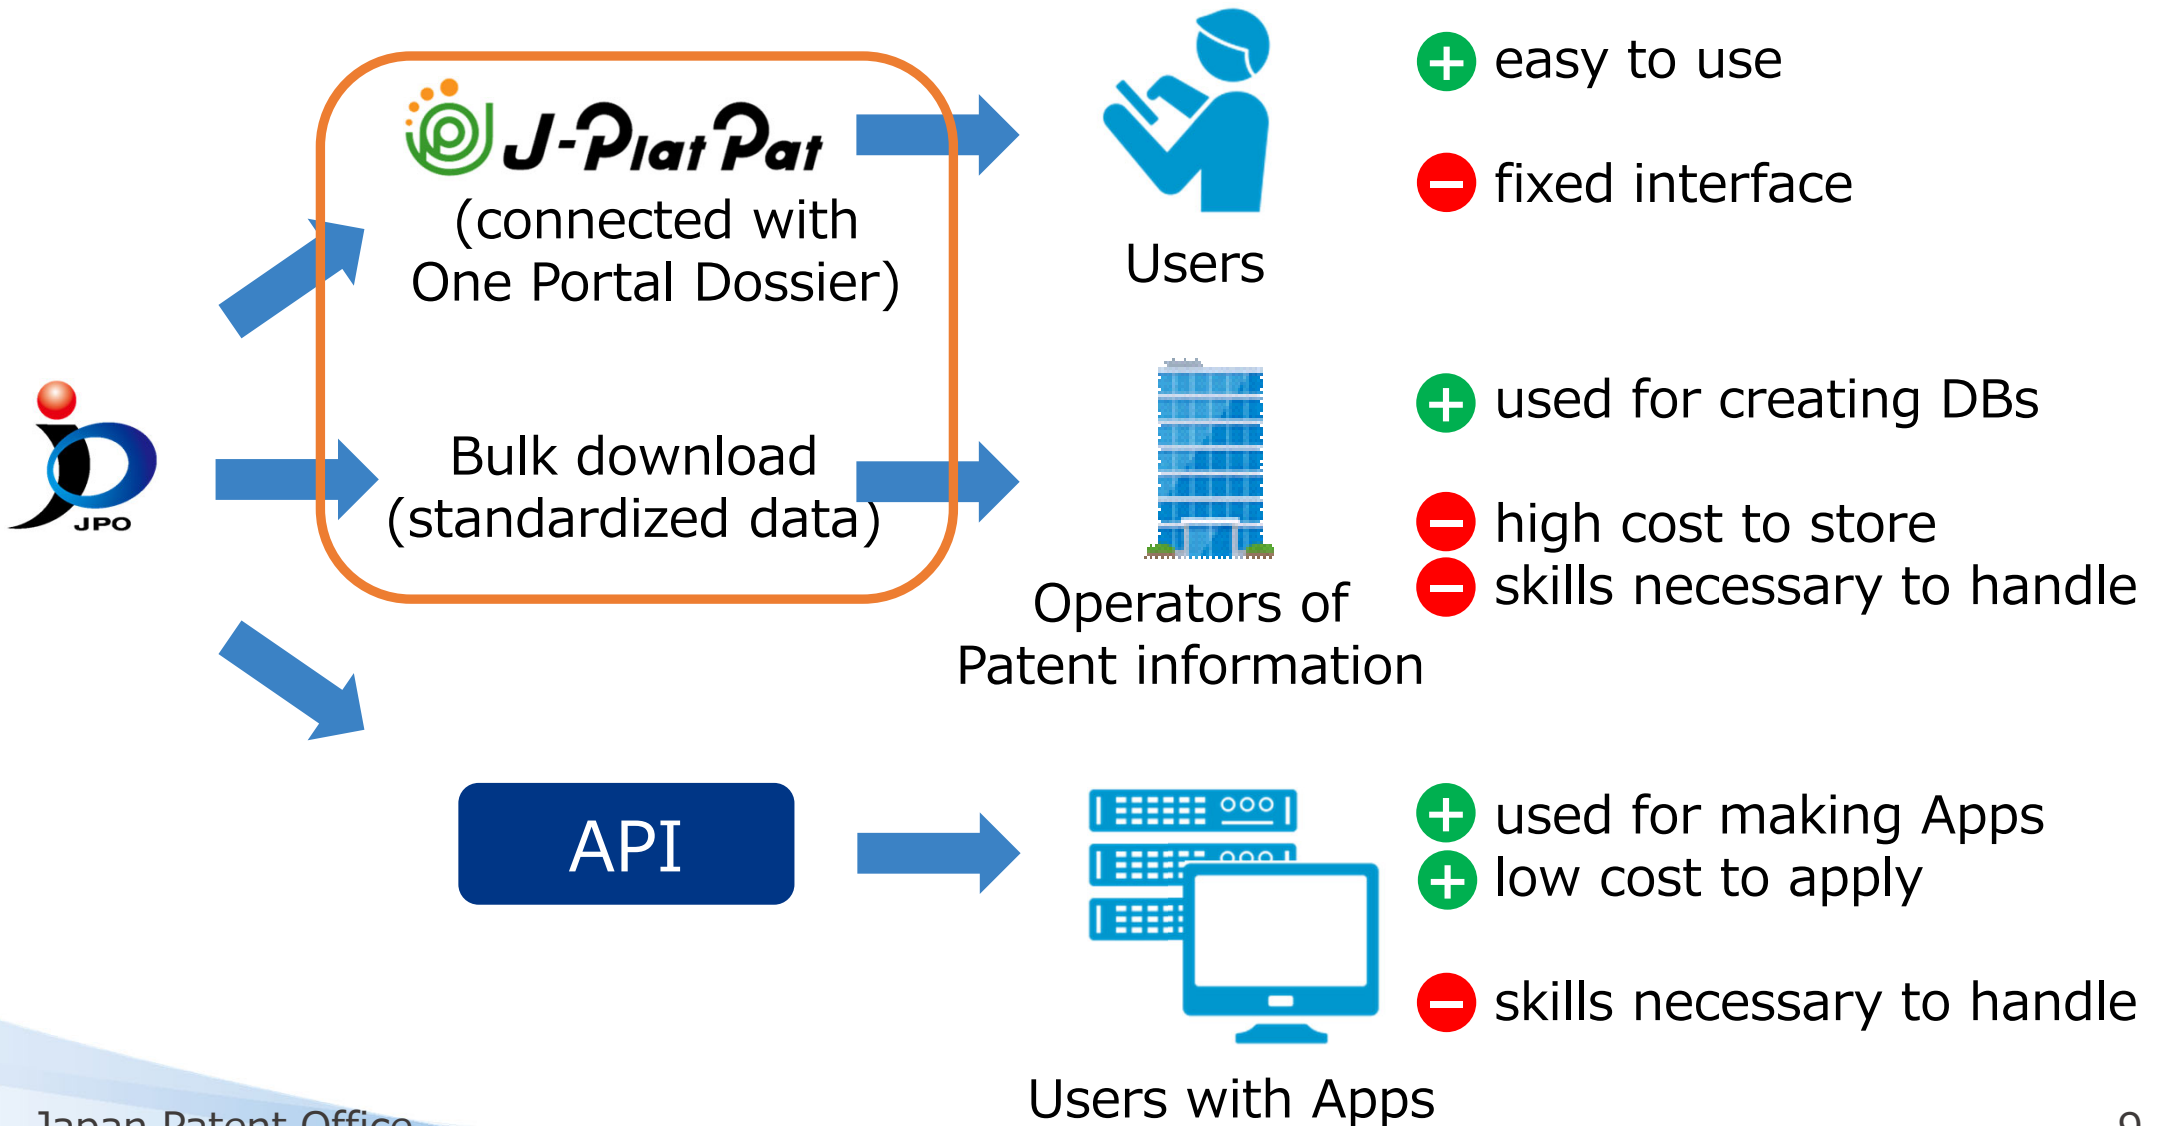 J-PlatPat
(connected with
One Portal Dossier)
Users
easy to use
fixed interface
JPO
Bulk download
(standardized data)
Operators of
Patent information
used for creating DBs
high cost to store
skills necessary to handle
API
Users with Apps
used for making Apps
low cost to apply
skills necessary to handle
Japan Patent Office
9